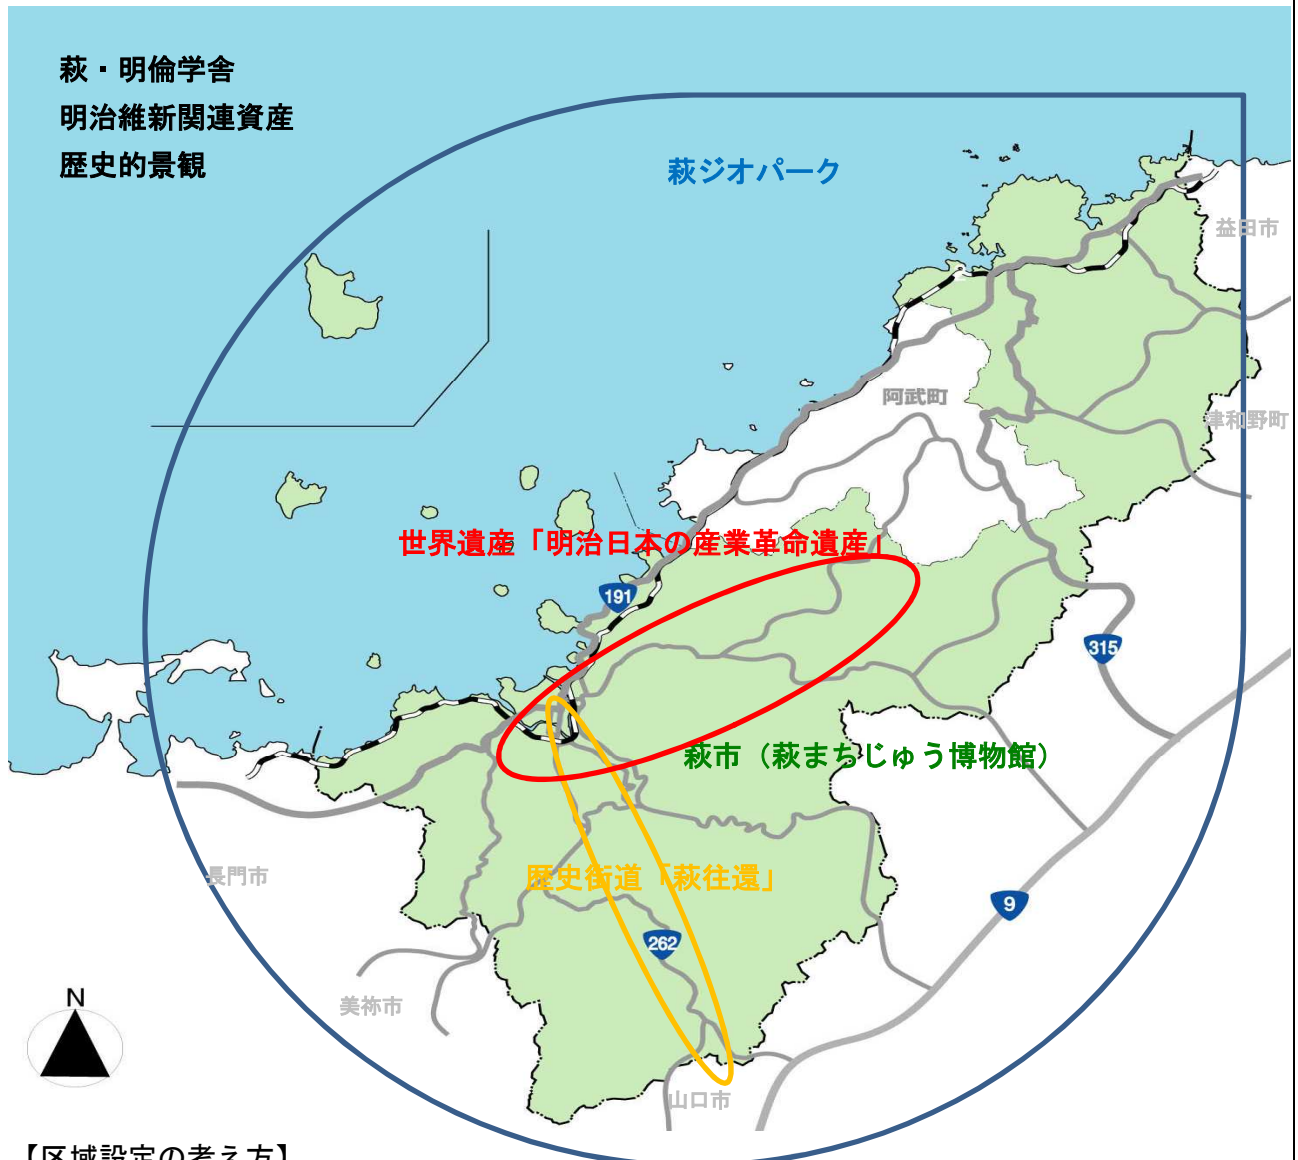 萩・明倫学舎
明治維新関連資産
歴史的景観
萩ジオパーク
益田市
阿武町
津和野町
世界遺産「明治日本の産業革命遺産」
191
315
萩市（萩まちじゅう博物館）
長門市
歴史街道「萩往還」
9
262
美祢市
N
山口市
【区域設定の考え方】